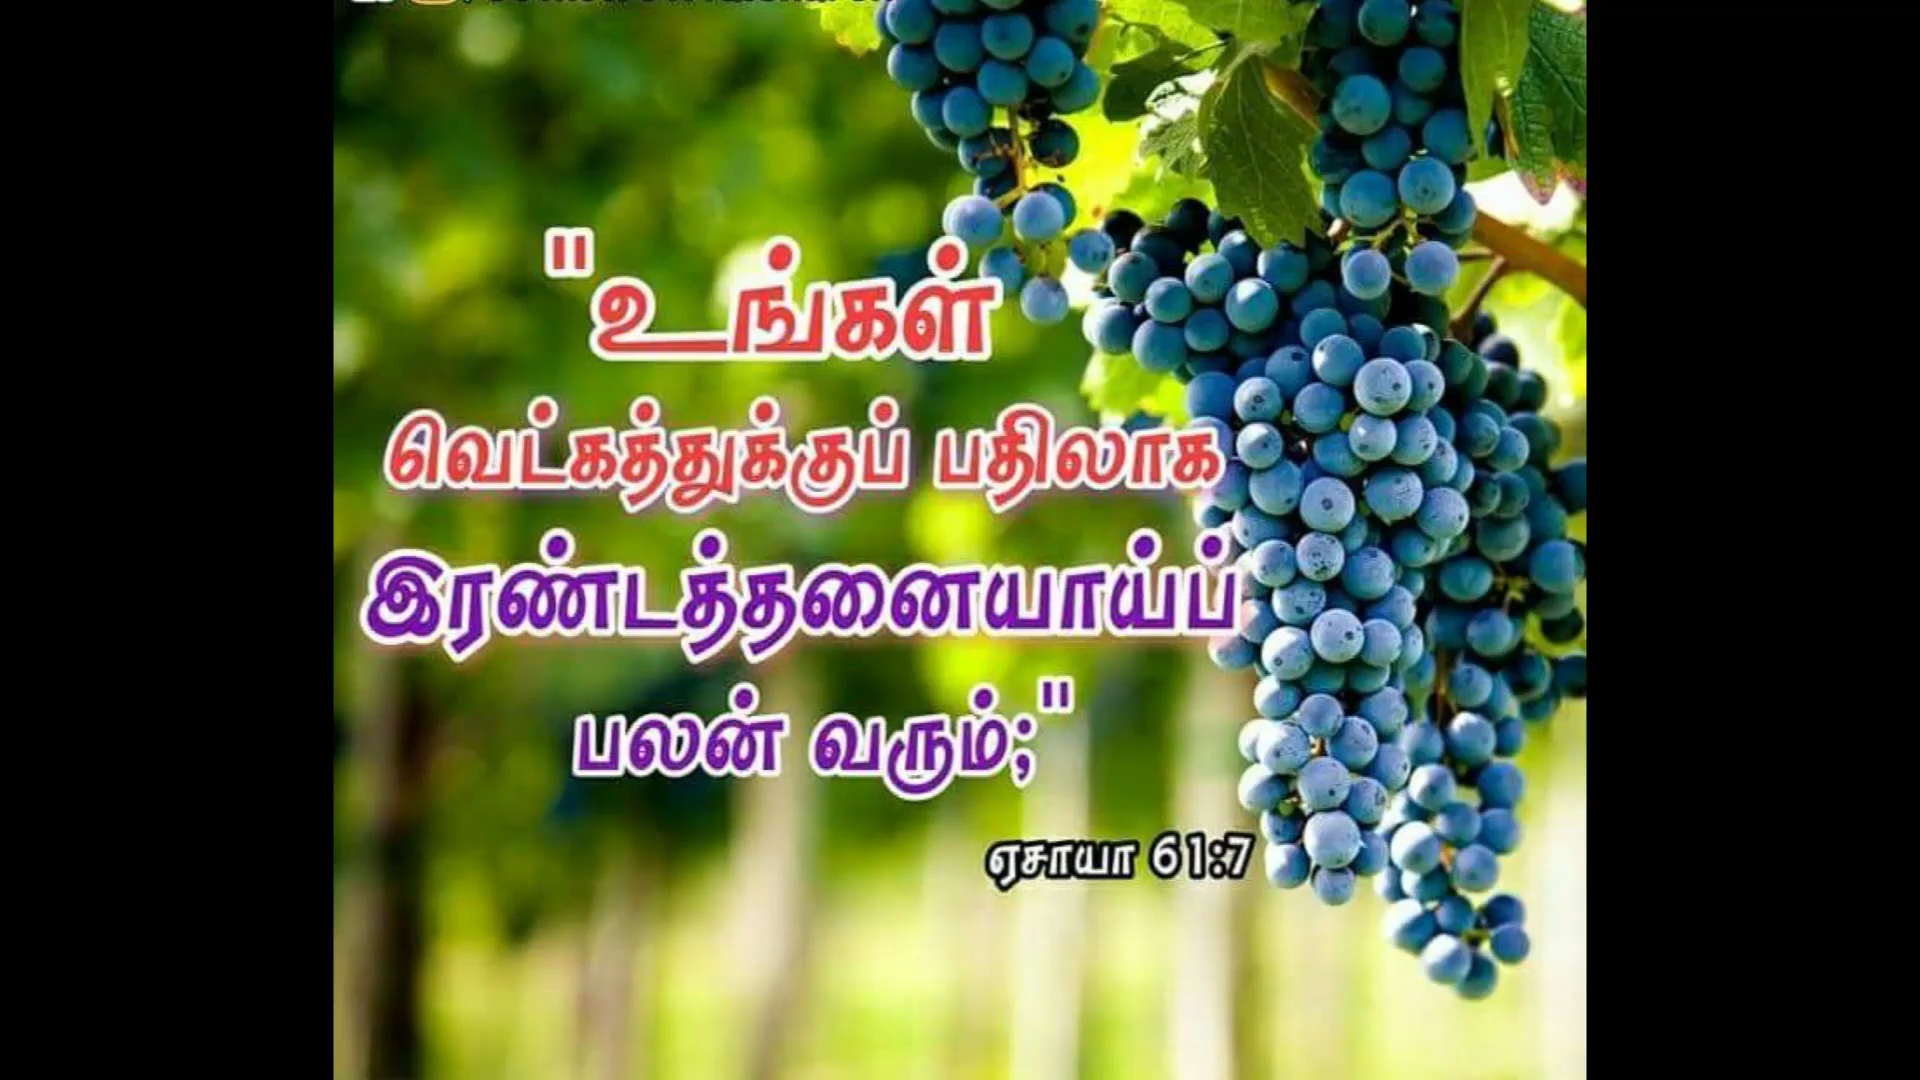 "உங்கள்
வெட்கத்துக்குப் பதிலாக
இரண்டத்தனையாய்ப்
பலன் வரும்;"
ஏசாயா 61:7